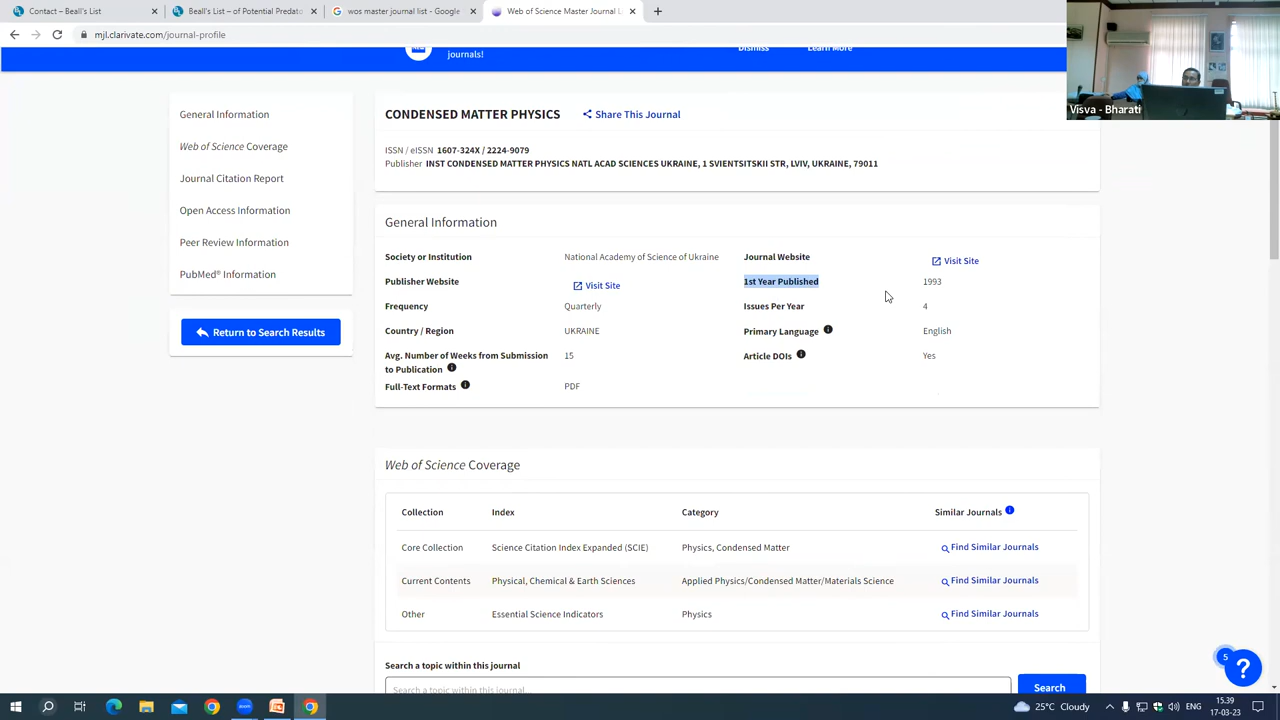 Contact – Beall's List
Beall's List – of Potential Predato
wos master journal list - Google
Web of Science Master Journal L
mjl.clarivate.com/journal-profile
journals!
Dismiss
Learn More
Visva - Bharati
General Information
Web of Science Coverage
Journal Citation Report
Open Access Information
Peer Review Information
PubMed® Information
Return to Search Results
CONDENSED MATTER PHYSICS
Share This Journal
ISSN / eISSN 1607-324X / 2224-9079
Publisher INST CONDENSED MATTER PHYSICS NATL ACAD SCIENCES UKRAINE, 1 SVIENTSITSKII STR, LVIV, UKRAINE, 79011
General Information
Society or Institution National Academy of Science of Ukraine Journal Website Visit Site
Publisher Website Visit Site 1st Year Published 1993
Frequency Quarterly Issues Per Year 4
Country / Region UKRAINE Primary Language English
Avg. Number of Weeks from Submission 15 Article DOIs Yes
to Publication
Full-Text Formats PDF
Web of Science Coverage
Collection Index Category Similar Journals
Core Collection Science Citation Index Expanded (SCIE) Physics, Condensed Matter Find Similar Journals
Current Contents Physical, Chemical & Earth Sciences Applied Physics/Condensed Matter/Materials Science Find Similar Journals
Other Essential Science Indicators Physics Find Similar Journals
Search a topic within this journal
Search a topic within this journal
Search
5
?
25°C Cloudy
15.39
17-03-23